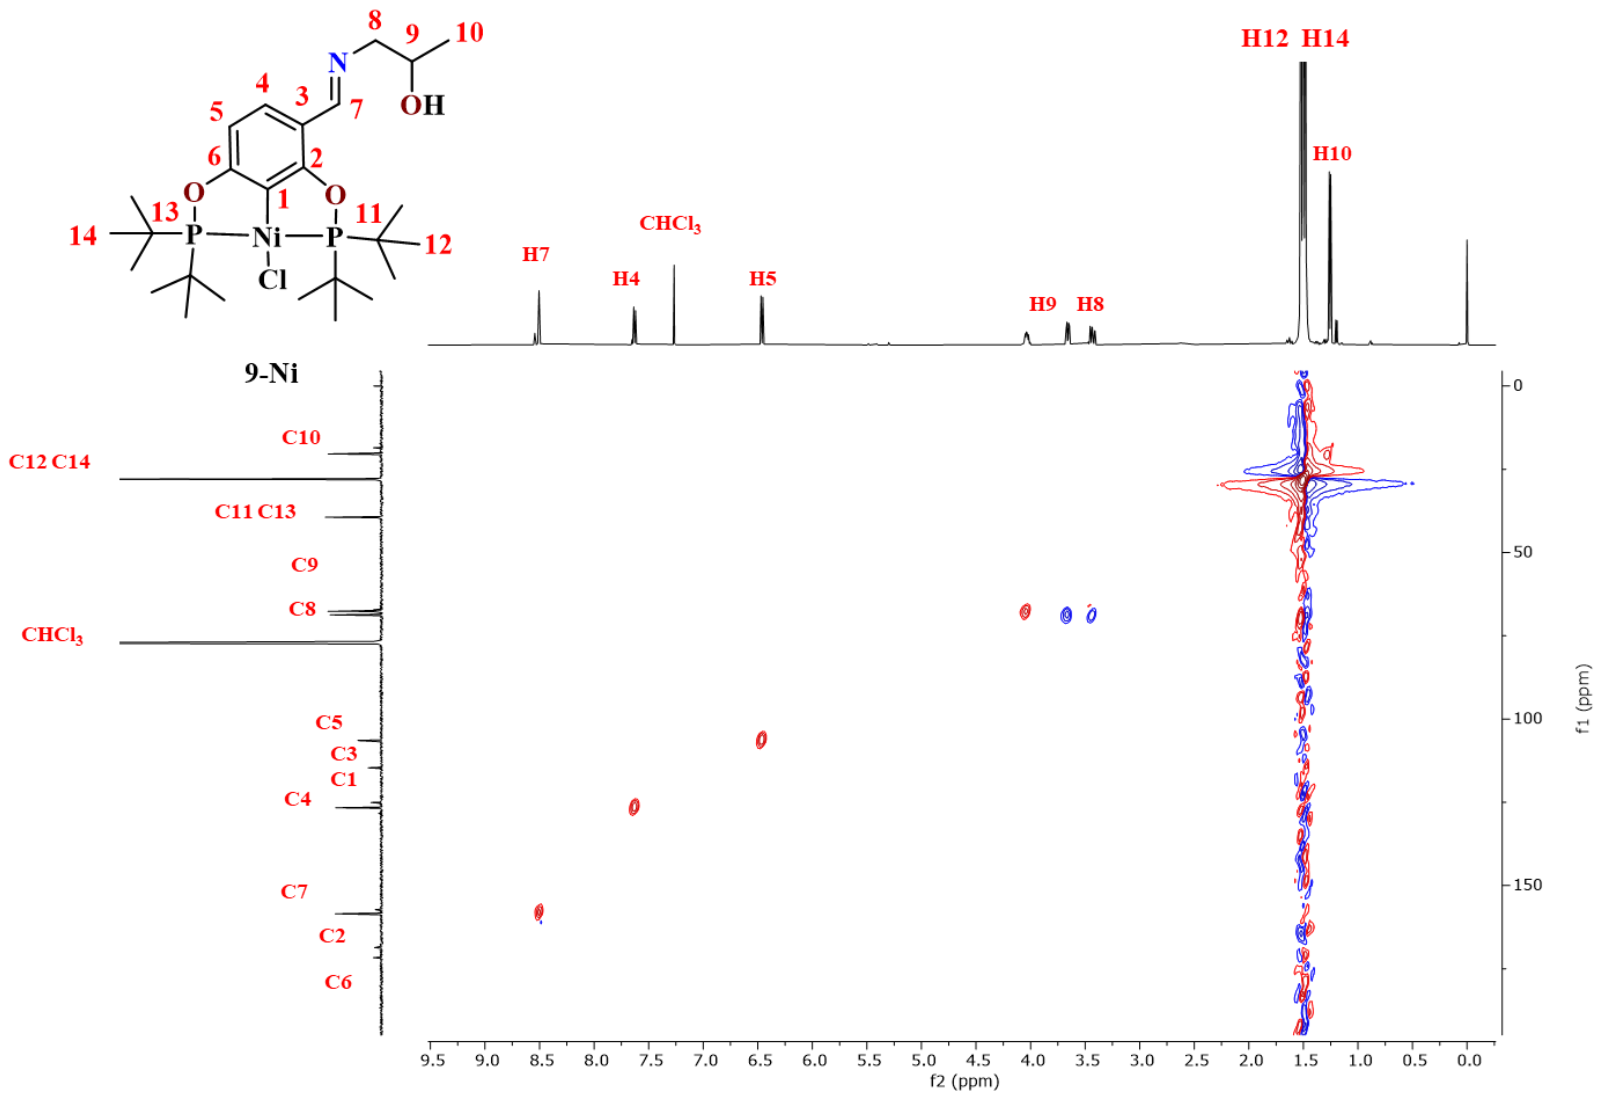 8
9
10
N
4
3
OH
5
7
6
2
O
O
1
13
11
14
P
Ni
P
12
Cl
H12 H14
H10
CHCl₃
H7
H4
H5
H9
H8
9-Ni
C10
C12 C14
C11 C13
C9
C8
CHCl₃
C5
C3
C1
C4
C7
C2
C6
0
50
100
150
f1 (ppm)
9.5 9.0 8.5 8.0 7.5 7.0 6.5 6.0 5.5 5.0 4.5 4.0 3.5 3.0 2.5 2.0 1.5 1.0 0.5 0.0
f2 (ppm)